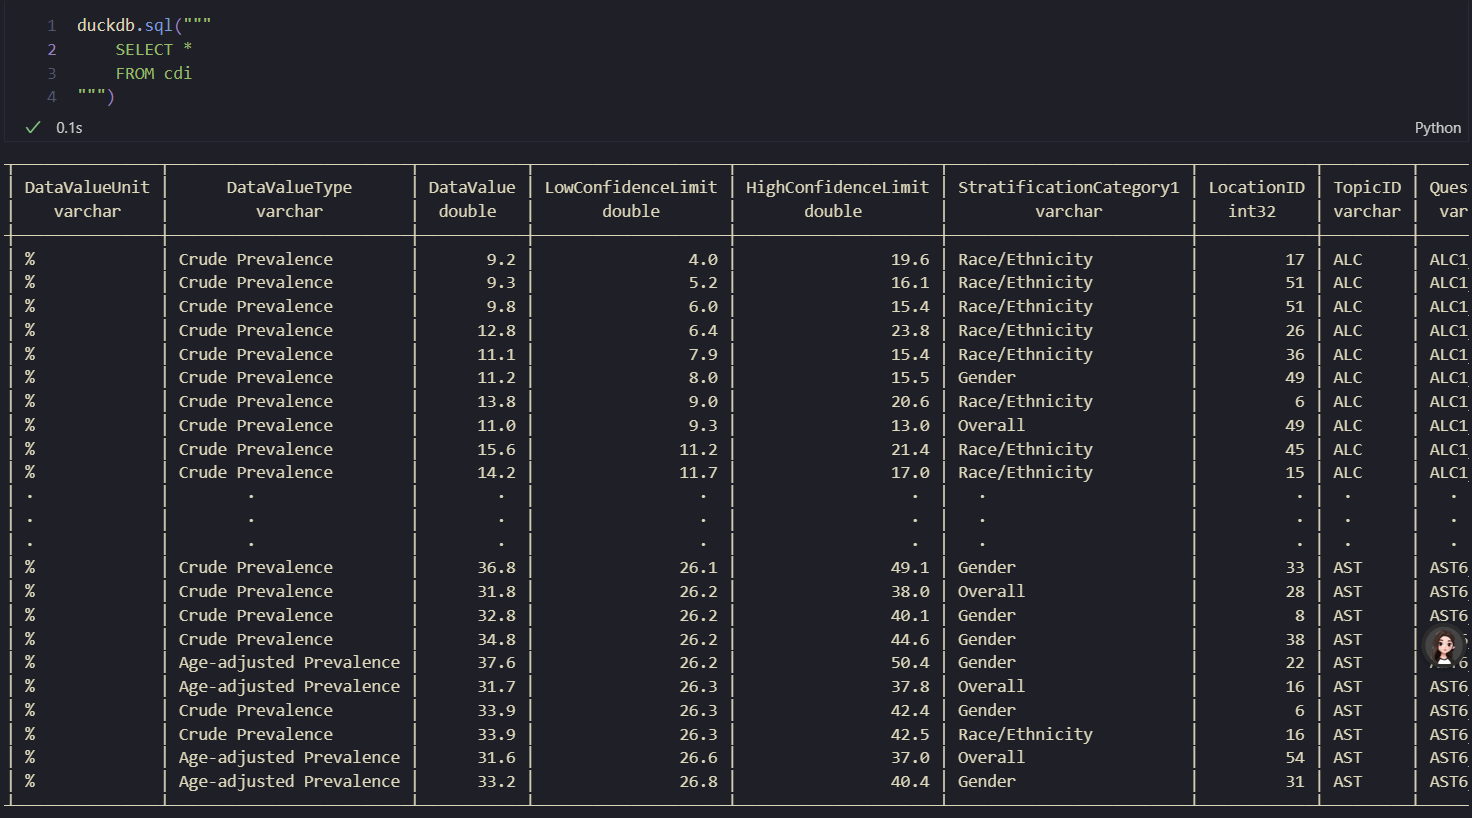 1 duckdb.sql("""
2 SELECT *
3 FROM cdi
4 """)
0.1s Python
DataValueUnit DataValueType DataValue LowConfidenceLimit HighConfidenceLimit StratificationCategory1 LocationID TopicID Ques
varchar varchar double double double varchar int32 varchar var
% Crude Prevalence 9.2 4.0 19.6 Race/Ethnicity 17 ALC ALC1
% Crude Prevalence 9.3 5.2 16.1 Race/Ethnicity 51 ALC ALC1
% Crude Prevalence 9.8 6.0 15.4 Race/Ethnicity 51 ALC ALC1
% Crude Prevalence 12.8 6.4 23.8 Race/Ethnicity 26 ALC ALC1
% Crude Prevalence 11.1 7.9 15.4 Race/Ethnicity 36 ALC ALC1
% Crude Prevalence 11.2 8.0 15.5 Gender 49 ALC ALC1
% Crude Prevalence 13.8 9.0 20.6 Race/Ethnicity 6 ALC ALC1
% Crude Prevalence 11.0 9.3 13.0 Overall 49 ALC ALC1
% Crude Prevalence 15.6 11.2 21.4 Race/Ethnicity 45 ALC ALC1
% Crude Prevalence 14.2 11.7 17.0 Race/Ethnicity 15 ALC ALC1
· · · · · · · · ·
· · · · · · · · ·
· · · · · · · · ·
% Crude Prevalence 36.8 26.1 49.1 Gender 33 AST AST6
% Crude Prevalence 31.8 26.2 38.0 Overall 28 AST AST6
% Crude Prevalence 32.8 26.2 40.1 Gender 8 AST AST6
% Crude Prevalence 34.8 26.2 44.6 Gender 38 AST
% Age-adjusted Prevalence 37.6 26.2 50.4 Gender 22 AST
% Age-adjusted Prevalence 31.7 26.3 37.8 Overall 16 AST AST6
% Crude Prevalence 33.9 26.3 42.4 Gender 6 AST AST6
% Crude Prevalence 33.9 26.3 42.5 Race/Ethnicity 16 AST AST6
% Age-adjusted Prevalence 31.6 26.6 37.0 Overall 54 AST AST6
% Age-adjusted Prevalence 33.2 26.8 40.4 Gender 31 AST AST6